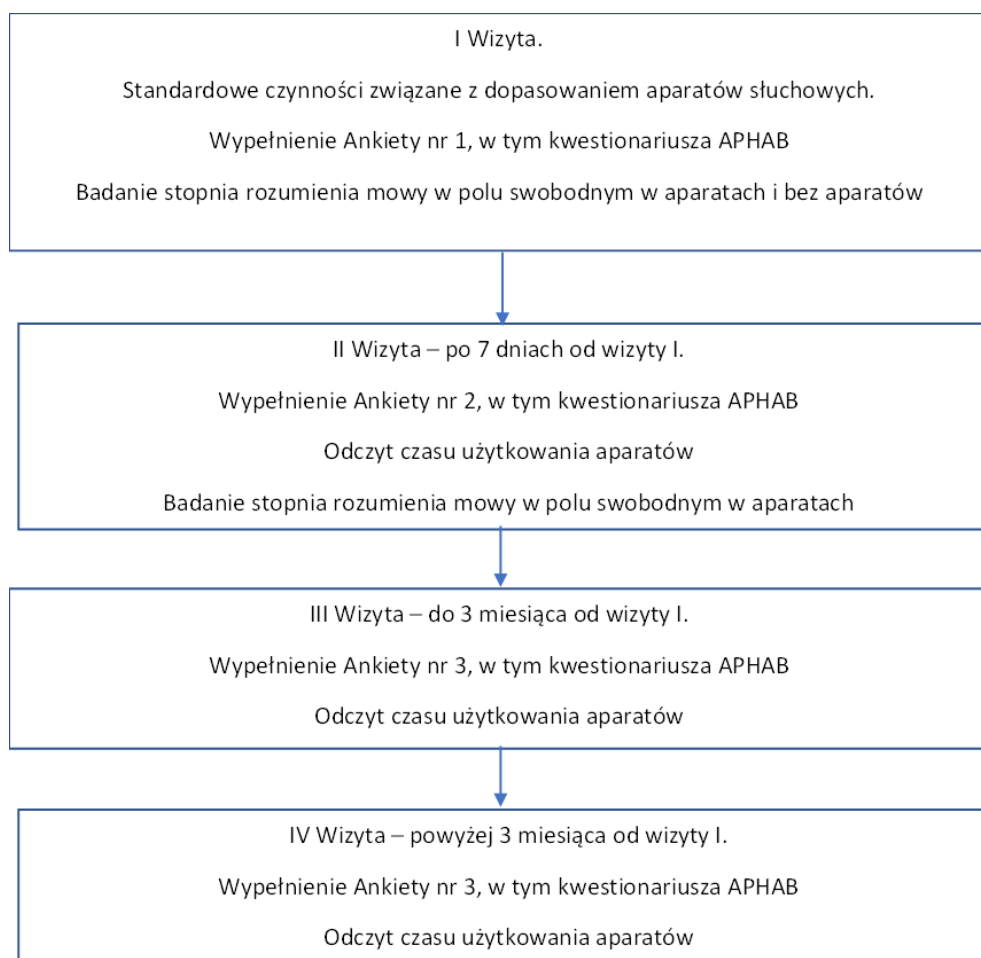 I Wizyta.
Standardowe czynności związane z dopasowaniem aparatów słuchowych.
Wypełnienie Ankiety nr 1, w tym kwestionariusza APHAB
Badanie stopnia rozumienia mowy w polu swobodnym w aparatach i bez aparatów
II Wizyta – po 7 dniach od wizyty I.
Wypełnienie Ankiety nr 2, w tym kwestionariusza APHAB
Odczyt czasu użytkowania aparatów
Badanie stopnia rozumienia mowy w polu swobodnym w aparatach
III Wizyta – do 3 miesiąca od wizyty I.
Wypełnienie Ankiety nr 3, w tym kwestionariusza APHAB
Odczyt czasu użytkowania aparatów
IV Wizyta – powyżej 3 miesiąca od wizyty I.
Wypełnienie Ankiety nr 3, w tym kwestionariusza APHAB
Odczyt czasu użytkowania aparatów